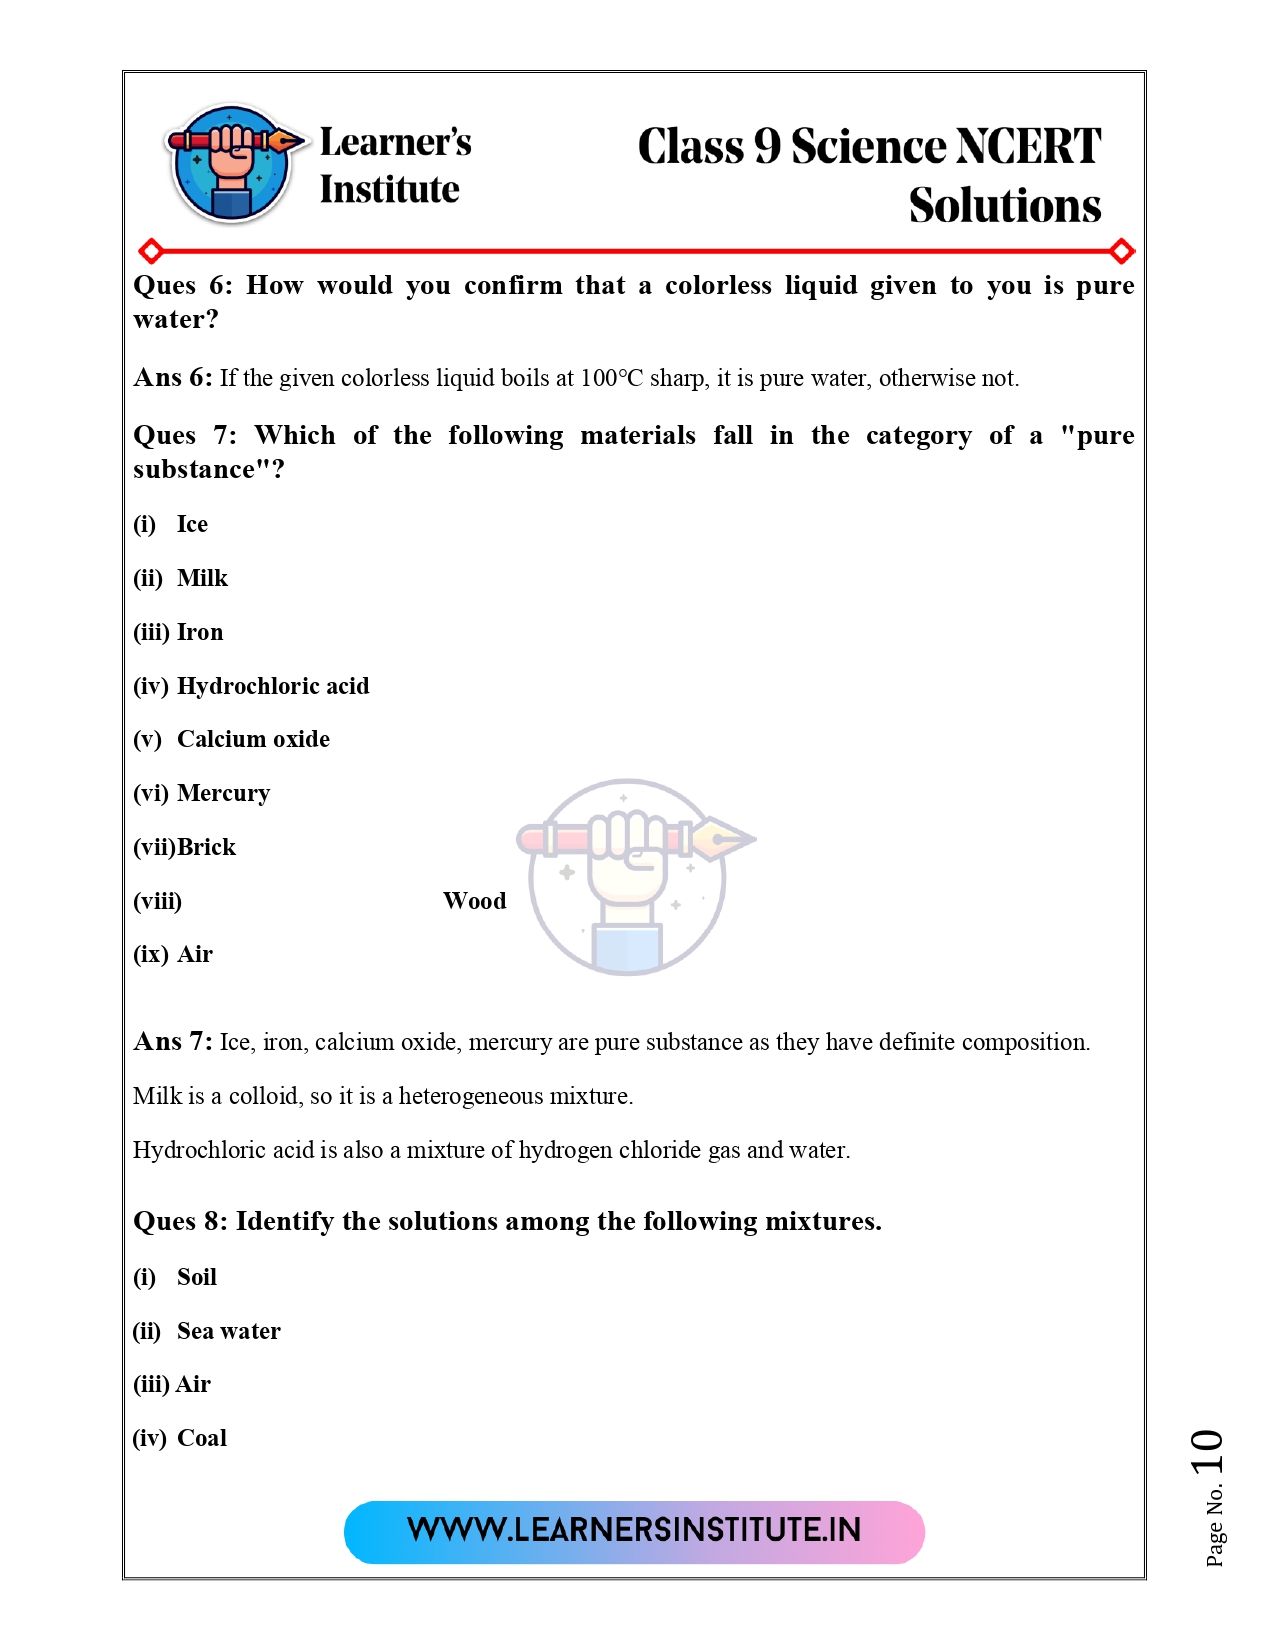 Learner's
Institute
Class 9 Science NCERT
Solutions
Ques 6: How would you confirm that a colorless liquid given to you is pure
water?
Ans 6: If the given colorless liquid boils at 100°C sharp, it is pure water, otherwise not.
Ques 7: Which of the following materials fall in the category of a "pure
substance"?
(i) Ice
(ii) Milk
(iii) Iron
(iv) Hydrochloric acid
(v) Calcium oxide
(vi) Mercury
(vii)Brick
(viii) Wood
(ix) Air
Ans 7: Ice, iron, calcium oxide, mercury are pure substance as they have definite composition.
Milk is a colloid, so it is a heterogeneous mixture.
Hydrochloric acid is also a mixture of hydrogen chloride gas and water.
Ques 8: Identify the solutions among the following mixtures.
(i) Soil
(ii) Sea water
(iii) Air
(iv) Coal
WWW.LEARNERSINSTITUTE.IN
Page No. 10